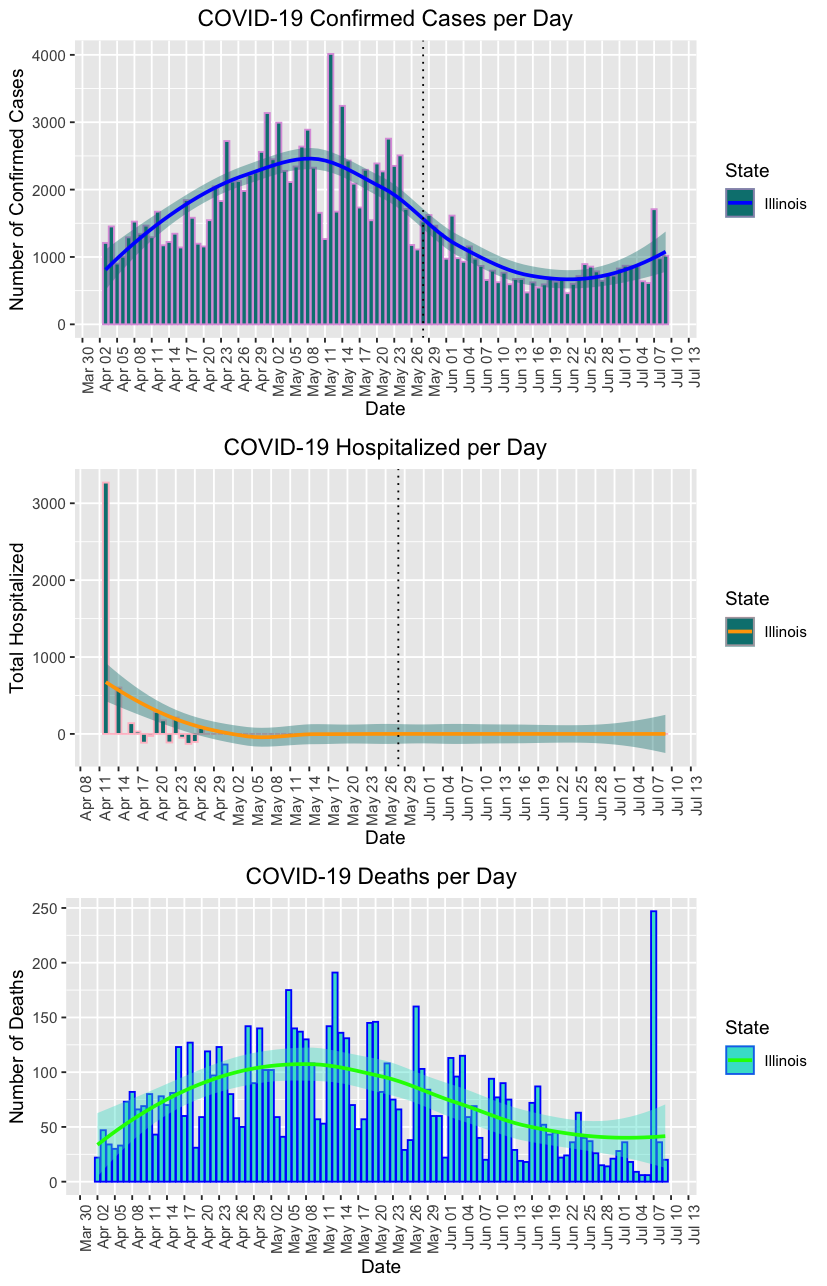 COVID-19 Confirmed Cases per Day
Number of Confirmed Cases
4000
3000
2000
1000
0
Mar 30 Apr 02 Apr 05 Apr 08 Apr 11 Apr 14 Apr 17 Apr 20 Apr 23 Apr 26 Apr 29 May 02 May 05 May 08 May 11 May 14 May 17 May 20 May 23 May 26 May 29 Jun 01 Jun 04 Jun 07 Jun 10 Jun 13 Jun 16 Jun 19 Jun 22 Jun 25 Jun 28 Jul 01 Jul 04 Jul 07 Jul 10 Jul 13
Date
State
Illinois
COVID-19 Hospitalized per Day
Total Hospitalized
3000
2000
1000
0
Apr 08 Apr 11 Apr 14 Apr 17 Apr 20 Apr 23 Apr 26 Apr 29 May 02 May 05 May 08 May 11 May 14 May 17 May 20 May 23 May 26 May 29 Jun 01 Jun 04 Jun 07 Jun 10 Jun 13 Jun 16 Jun 19 Jun 22 Jun 25 Jun 28 Jul 01 Jul 04 Jul 07 Jul 10 Jul 13
Date
State
Illinois
COVID-19 Deaths per Day
Number of Deaths
250
200
150
100
50
0
Mar 30 Apr 02 Apr 05 Apr 08 Apr 11 Apr 14 Apr 17 Apr 20 Apr 23 Apr 26 Apr 29 May 02 May 05 May 08 May 11 May 14 May 17 May 20 May 23 May 26 May 29 Jun 01 Jun 04 Jun 07 Jun 10 Jun 13 Jun 16 Jun 19 Jun 22 Jun 25 Jun 28 Jul 01 Jul 04 Jul 07 Jul 10 Jul 13
Date
State
Illinois